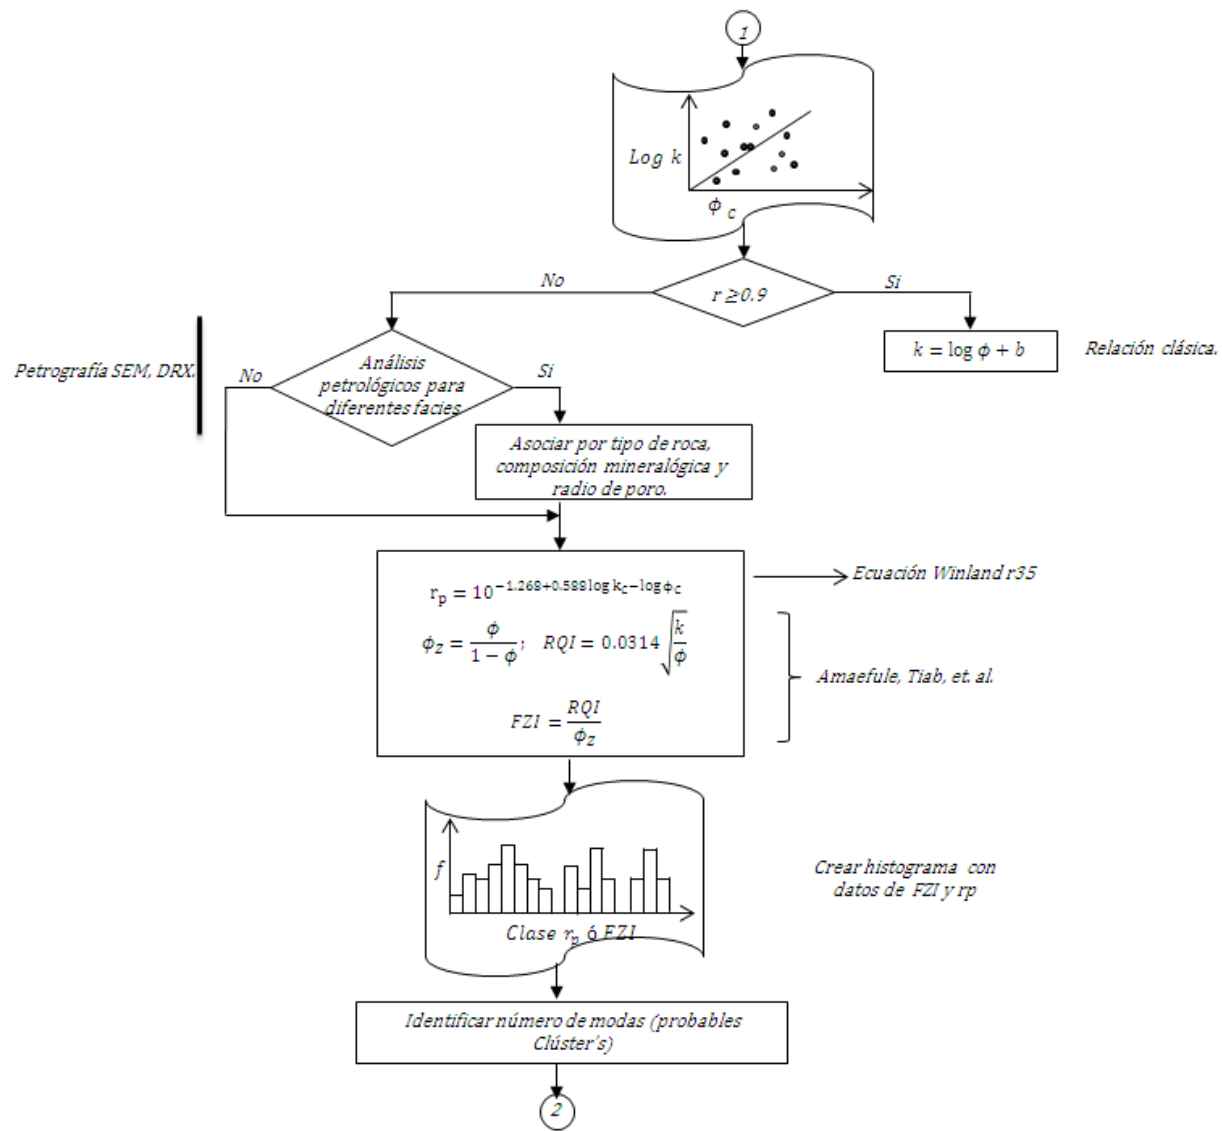 1
Log k
ϕ c
r ≥0.9
No
Si
k = log ϕ + b
Relación clásica.
Petrografía SEM, DRX.
No
Análisis
petrológicos para
diferentes facies
Si
Asociar por tipo de roca,
composición mineralógica y
radio de poro.
r_p = 10^{-1.268+0.588 log k_c - log ϕ_c}
Ecuación Winland r35
ϕ_z = ϕ / (1 − ϕ); RQI = 0.0314 √(k/ϕ)
Amaefule, Tiab, et. al.
FZI = RQI / ϕ_z
f
Clase r_p ó FZI
Crear histograma con
datos de FZI y rp
Identificar número de modas (probables
Clúster's)
2